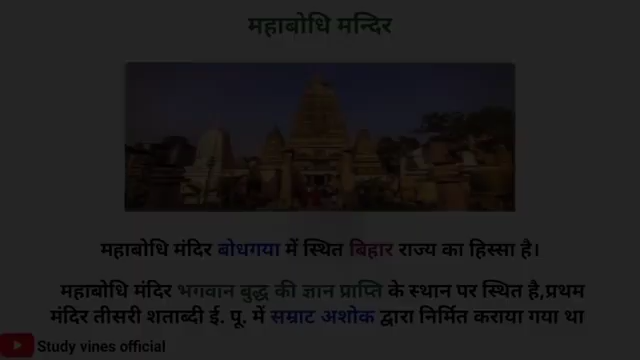 महाबोधि मन्दिर
महाबोधि मंदिर बोधगया में स्थित बिहार राज्य का हिस्सा है।
महाबोधि मंदिर भगवान बुद्ध की ज्ञान प्राप्ति के स्थान पर स्थित है,प्रथम
मंदिर तीसरी शताब्दी ई. पू. में सम्राट अशोक द्वारा निर्मित कराया गया था
Study vines official